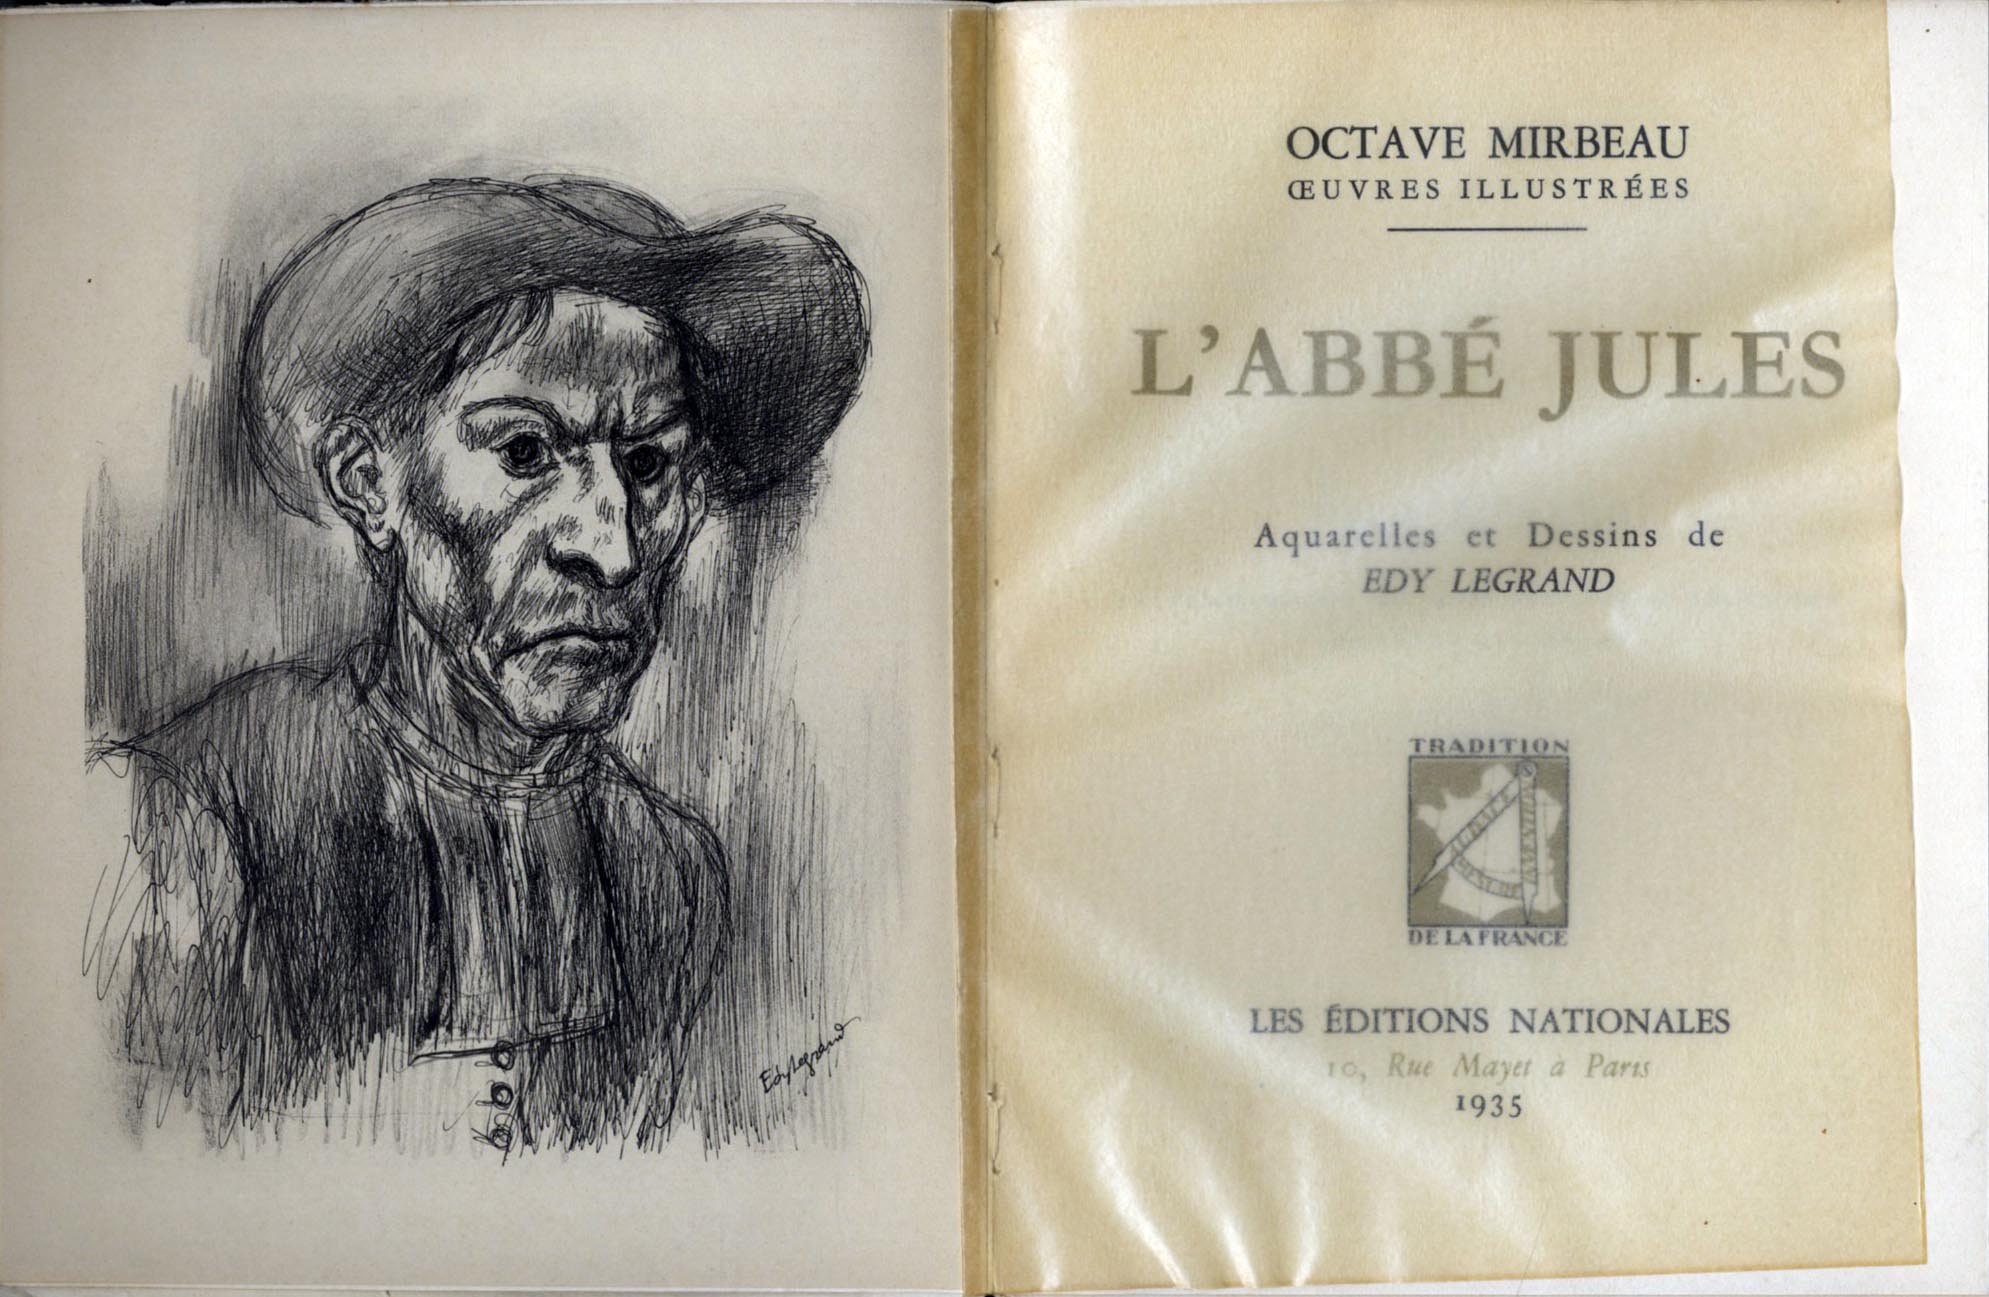 Edy Legrand
OCTAVE MIRBEAU
ŒUVRES ILLUSTRÉES
L'ABBÉ JULES
Aquarelles et Dessins de
EDY LEGRAND
TRADITION
DE LA FRANCE
LES ÉDITIONS NATIONALES
10, Rue Mayet à Paris
1935